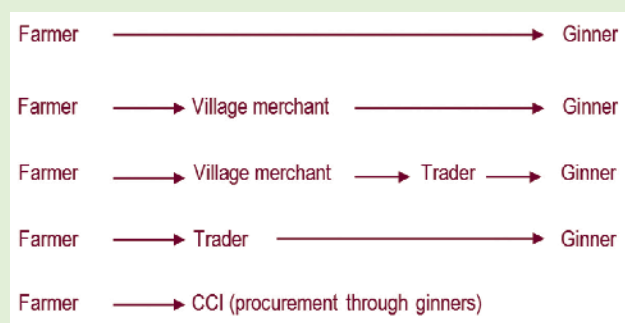 Farmer Ginner
Farmer Village merchant Ginner
Farmer Village merchant Trader Ginner
Farmer Trader Ginner
Farmer CCI (procurement through ginners)